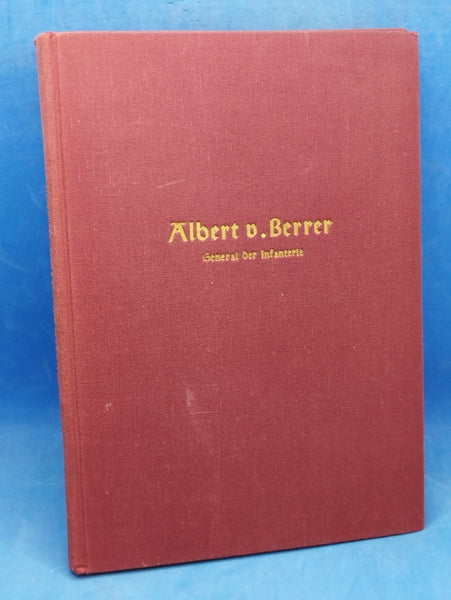 Albert v. Berrer
General der Infanterie